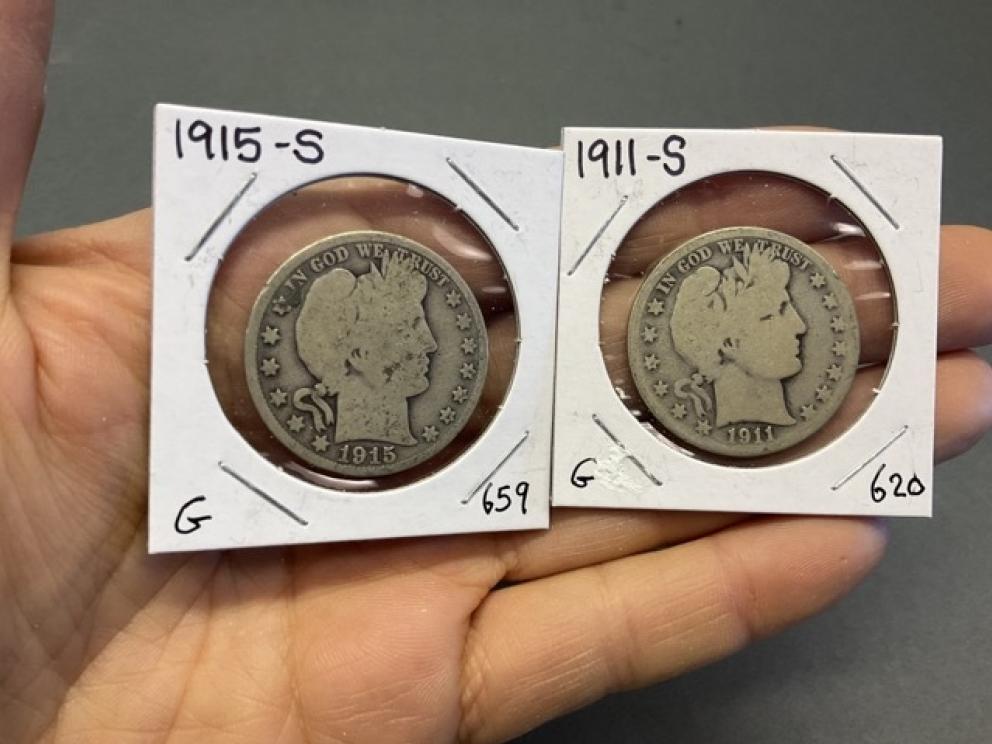 1915-S
IN GOD WE TRUST
1915
G
659
1911-S
IN GOD WE TRUST
1911
G
620